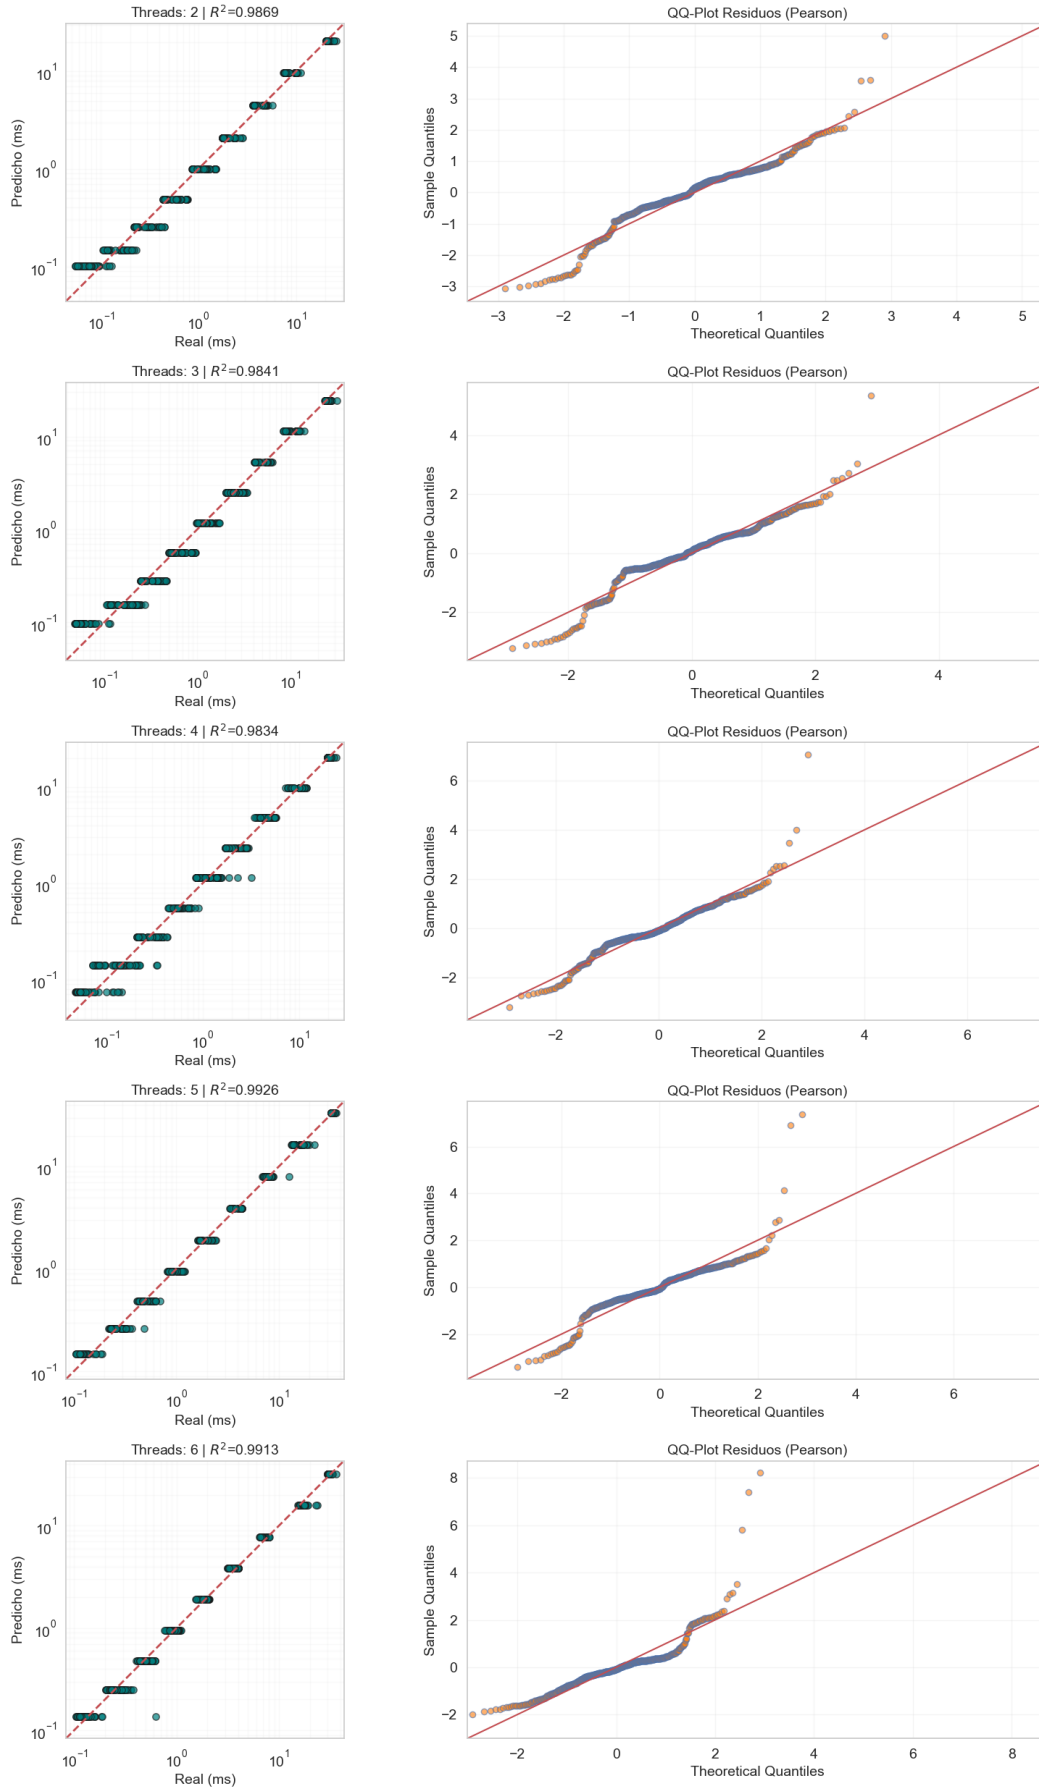 Threads: 2 | R²=0.9869
QQ-Plot Residuos (Pearson)
Predicho (ms)
10¹
10⁰
10⁻¹
10⁻¹ 10⁰ 10¹
Real (ms)
Sample Quantiles
5
4
3
2
1
0
−1
−2
−3
−3 −2 −1 0 1 2 3 4 5
Theoretical Quantiles
Threads: 3 | R²=0.9841
QQ-Plot Residuos (Pearson)
Predicho (ms)
10¹
10⁰
10⁻¹
10⁻¹ 10⁰ 10¹
Real (ms)
Sample Quantiles
4
2
0
−2
−2 0 2 4
Theoretical Quantiles
Threads: 4 | R²=0.9834
QQ-Plot Residuos (Pearson)
Predicho (ms)
10¹
10⁰
10⁻¹
10⁻¹ 10⁰ 10¹
Real (ms)
Sample Quantiles
6
4
2
0
−2
−2 0 2 4 6
Theoretical Quantiles
Threads: 5 | R²=0.9926
QQ-Plot Residuos (Pearson)
Predicho (ms)
10¹
10⁰
10⁻¹
10⁻¹ 10⁰ 10¹
Real (ms)
Sample Quantiles
6
4
2
0
−2
−2 0 2 4 6
Theoretical Quantiles
Threads: 6 | R²=0.9913
QQ-Plot Residuos (Pearson)
Predicho (ms)
10¹
10⁰
10⁻¹
10⁻¹ 10⁰ 10¹
Real (ms)
Sample Quantiles
8
6
4
2
0
−2
−2 0 2 4 6 8
Theoretical Quantiles